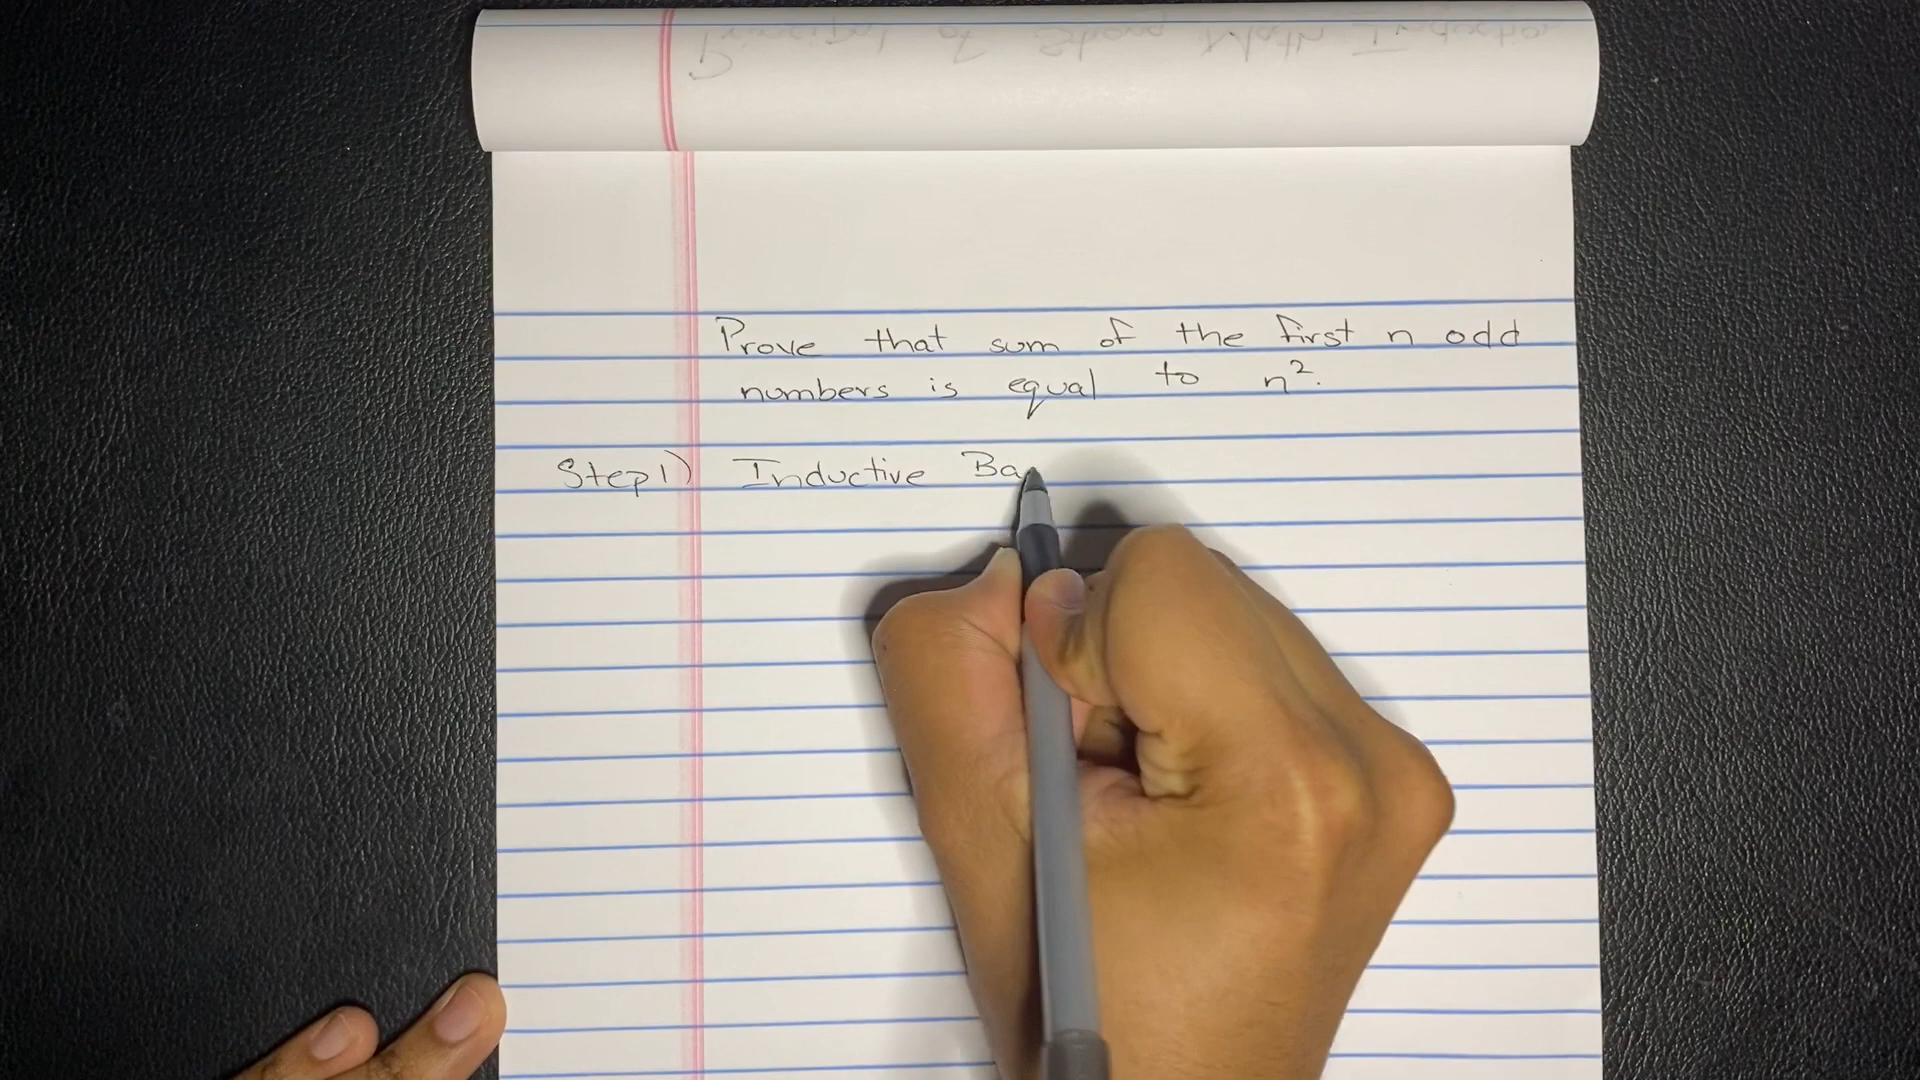 Prove that sum of the first n odd
numbers is equal to n².
Step 1) Inductive Ba